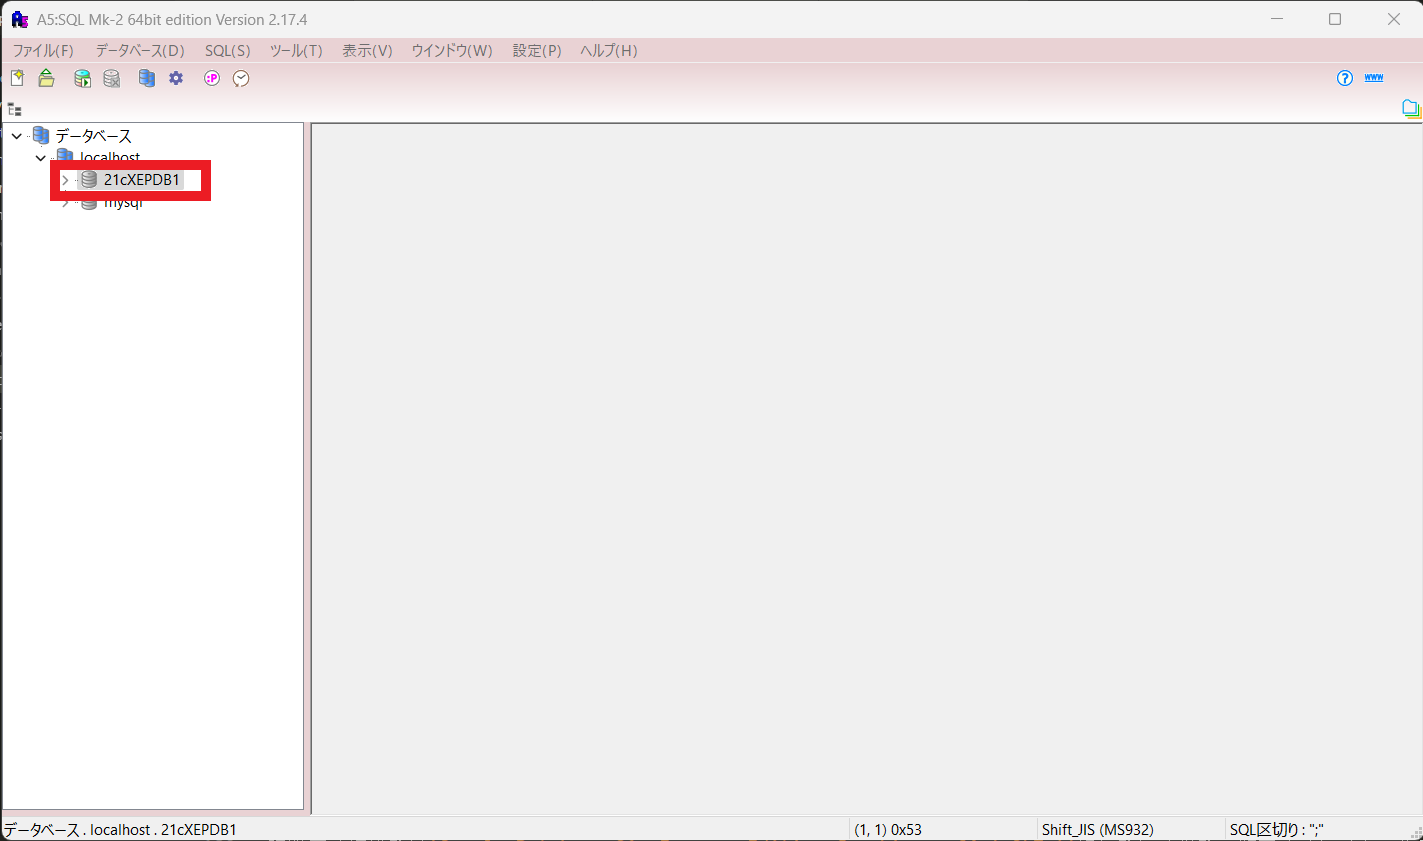 A5:SQL Mk-2 64bit edition Version 2.17.4
ファイル(F) データベース(D) SQL(S) ツール(T) 表示(V) ウインドウ(W) 設定(P) ヘルプ(H)
:P ? www
データベース
localhost
21cXEPDB1
mysql
データベース . localhost . 21cXEPDB1 (1, 1) 0x53 Shift_JIS (MS932) SQL区切り : ";"